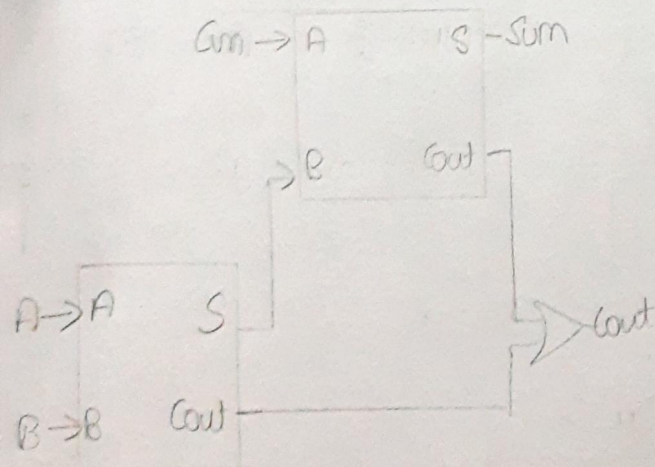 Cin → A S - Sum
B Cout
A → A S
Cout
B → B Cout